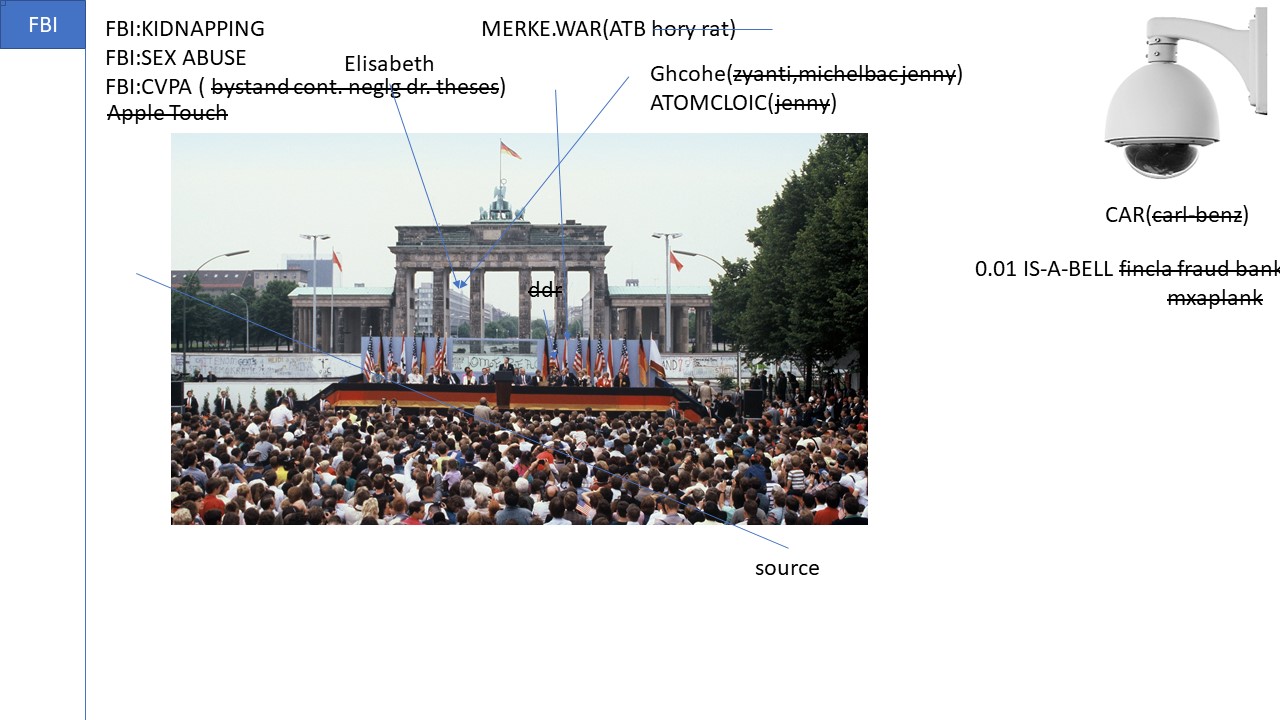 FBI
FBI:KIDNAPPING
FBI:SEX ABUSE
FBI:CVPA ( bystand cont. neglg dr. theses)
Apple Touch
Elisabeth
MERKE.WAR(ATB hory rat)
Ghcohe(zyanti,michelbac jenny)
ATOMCLOIC(jenny)
CAR(carl-benz)
0.01 IS-A-BELL fincla fraud bank
mxaplank
ddr
source